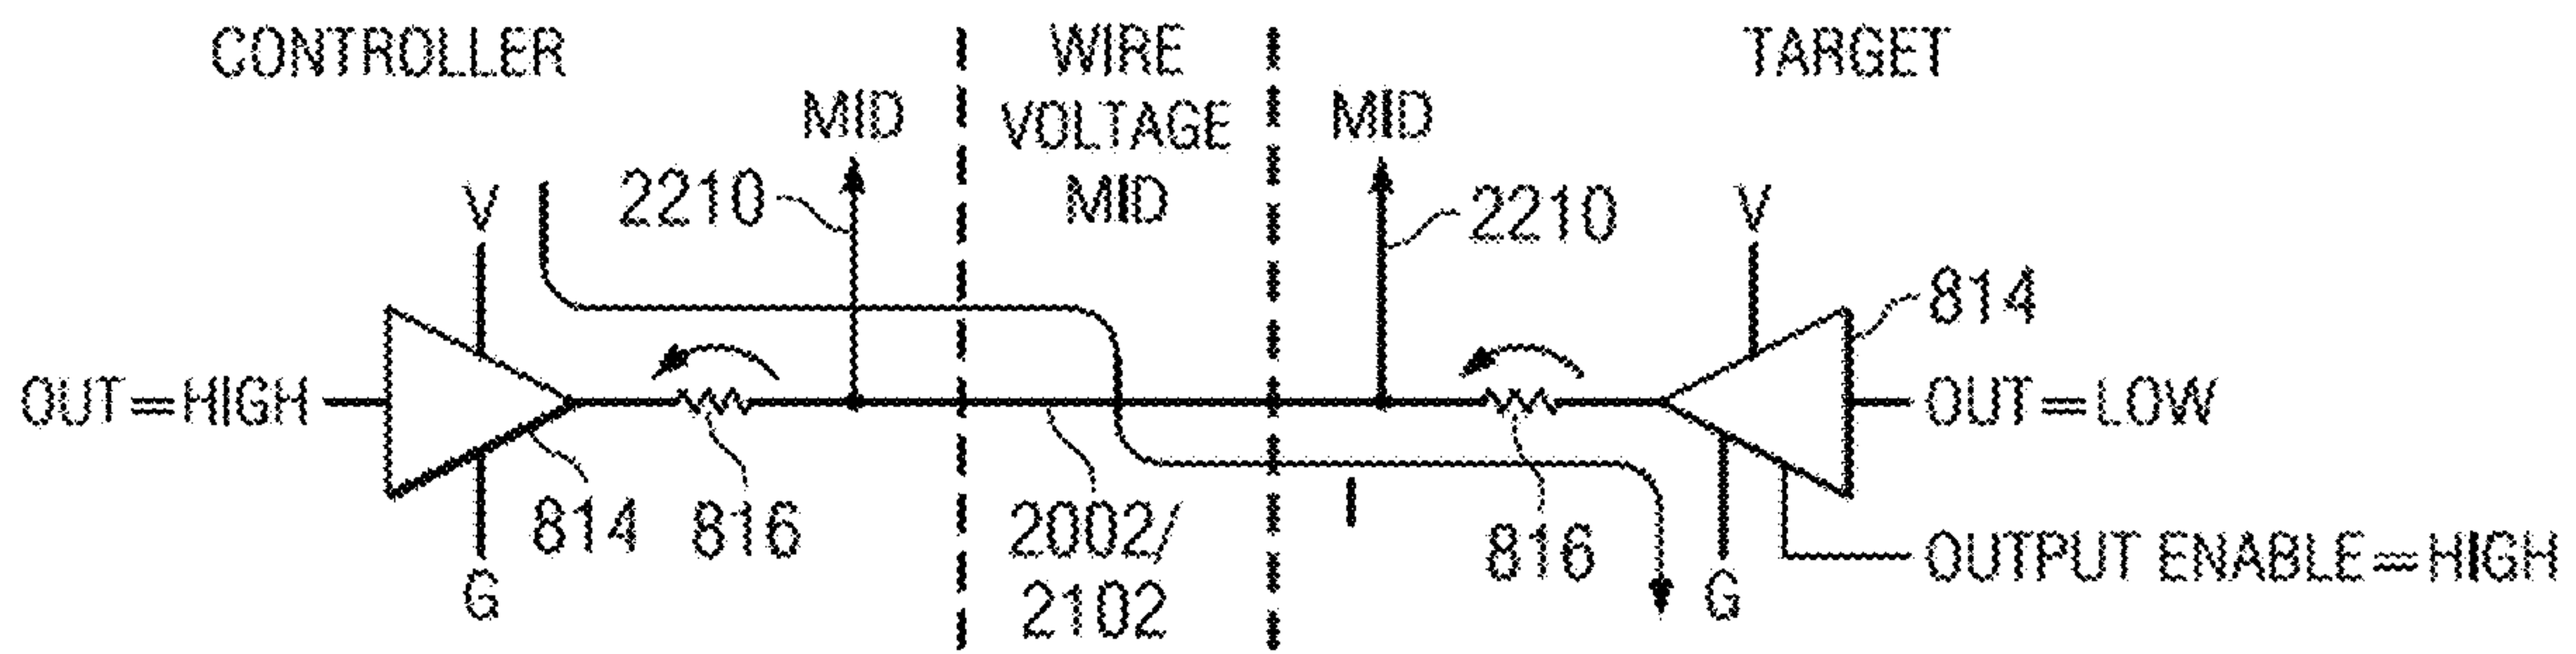 CONTROLLER
WIRE
VOLTAGE
MID
TARGET
MID
MID
V
2210
2210
V
814
OUT=HIGH
OUT=LOW
814
816
2002/
2102
816
G
G
OUTPUT ENABLE=HIGH